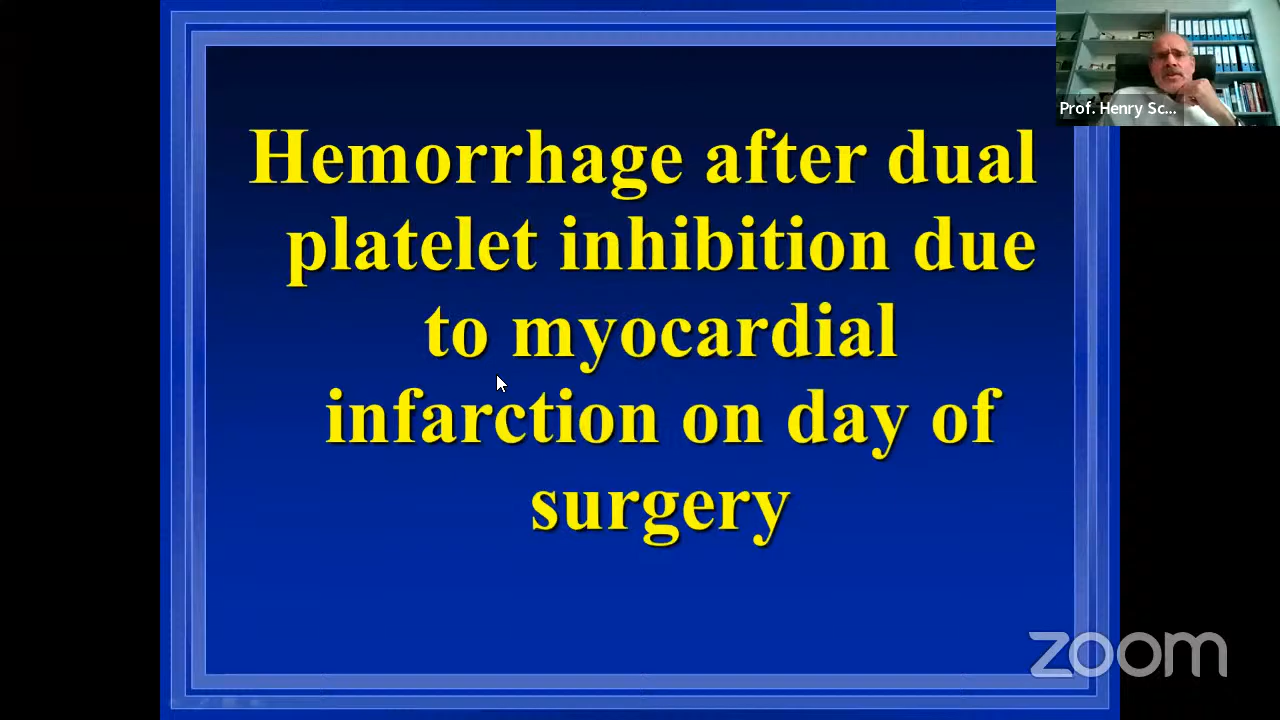 Hemorrhage after dual
platelet inhibition due
to myocardial
infarction on day of
surgery
Prof. Henry Sc...
zoom